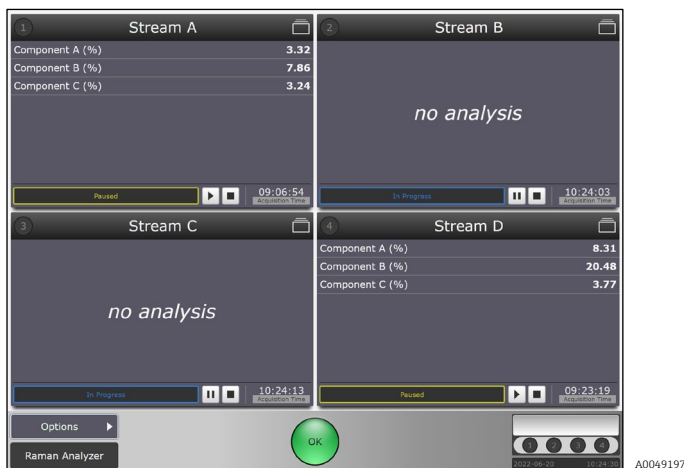 1 Stream A
Component A (%) 3.32
Component B (%) 7.86
Component C (%) 3.24
Paused 09:06:54
Acquisition Time
2 Stream B
no analysis
In Progress 10:24:03
Acquisition Time
3 Stream C
no analysis
In Progress 10:24:13
Acquisition Time
4 Stream D
Component A (%) 8.31
Component B (%) 20.48
Component C (%) 3.77
Paused 09:23:19
Acquisition Time
Options
Raman Analyzer
OK
1 2 3 4
2022-06-20 10:24:30
A0049197